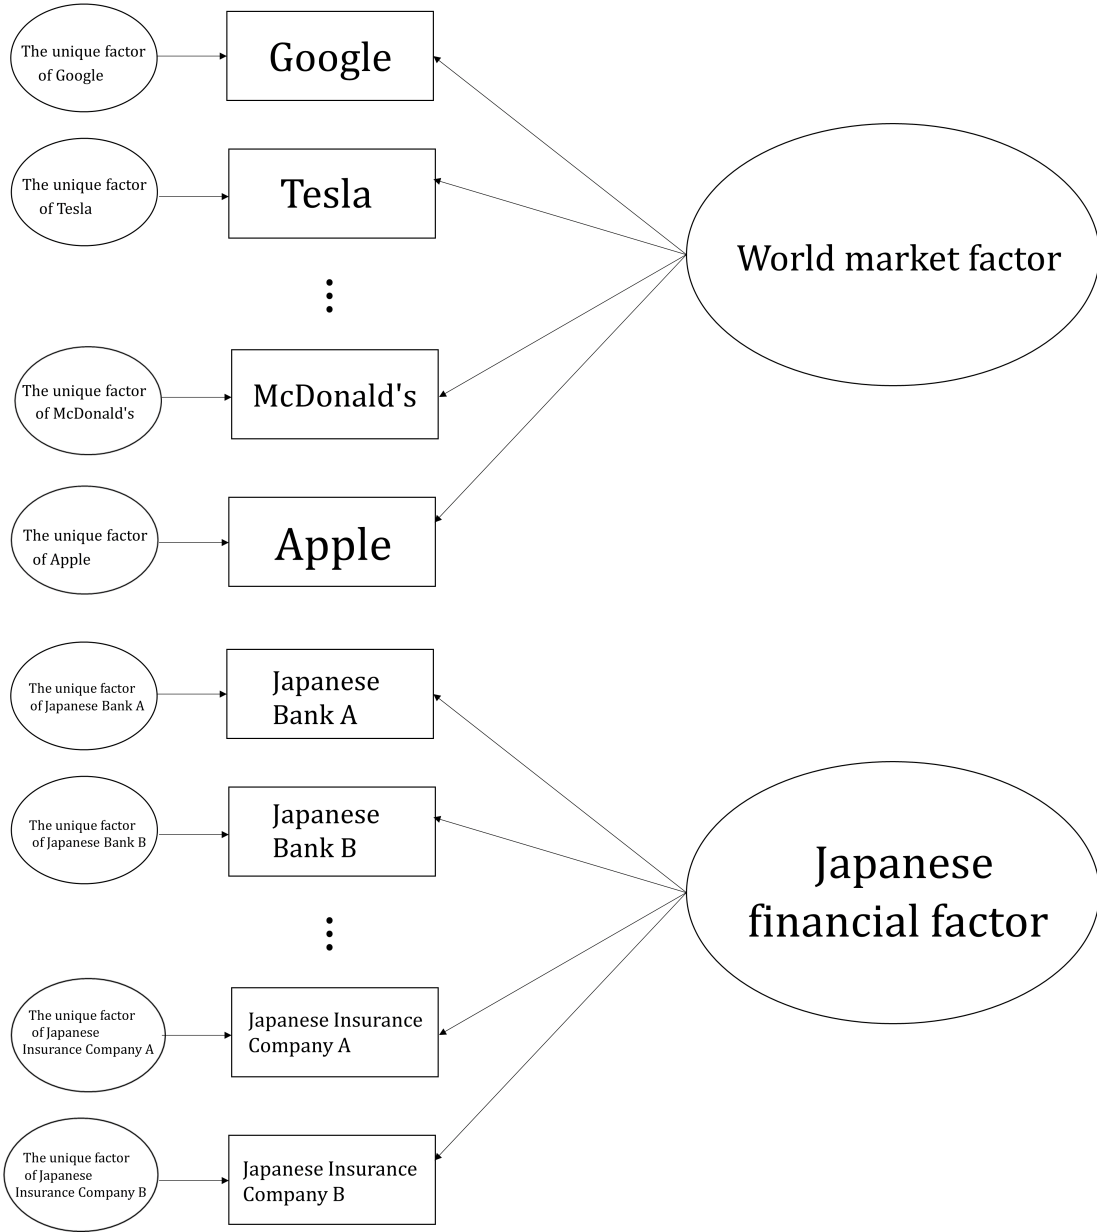 The unique factor
of Google
Google
The unique factor
of Tesla
Tesla
World market factor
The unique factor
of McDonald's
McDonald's
The unique factor
of Apple
Apple
The unique factor
of Japanese Bank A
Japanese
Bank A
The unique factor
of Japanese Bank B
Japanese
Bank B
Japanese
financial factor
The unique factor
of Japanese
Insurance Company A
Japanese Insurance
Company A
The unique factor
of Japanese
Insurance Company B
Japanese Insurance
Company B